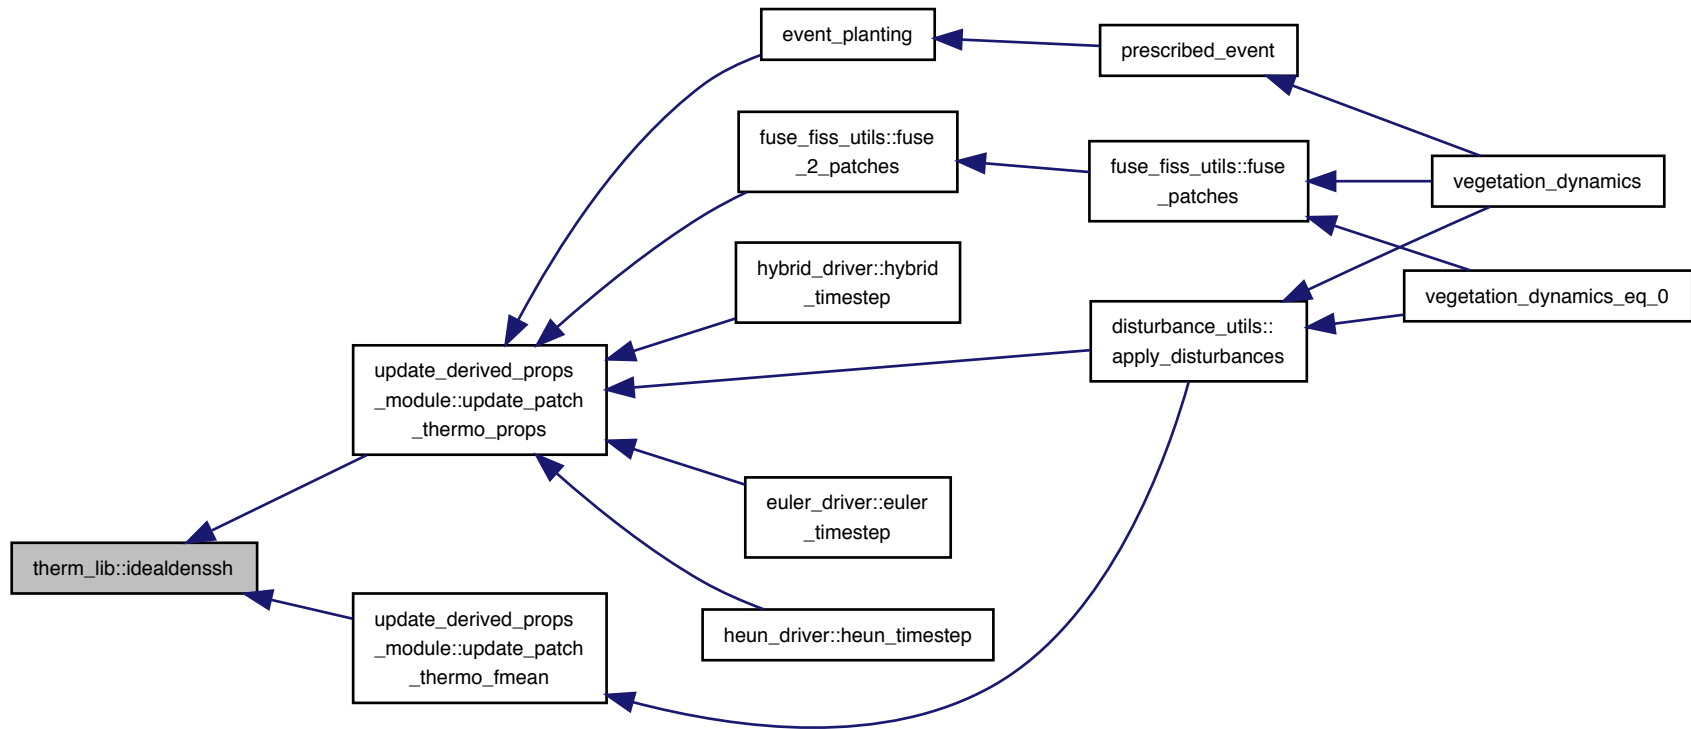 event_planting
prescribed_event
fuse_fiss_utils::fuse
_2_patches
fuse_fiss_utils::fuse
_patches
vegetation_dynamics
hybrid_driver::hybrid
_timestep
vegetation_dynamics_eq_0
disturbance_utils::
apply_disturbances
update_derived_props
_module::update_patch
_thermo_props
euler_driver::euler
_timestep
therm_lib::idealdenssh
update_derived_props
_module::update_patch
_thermo_fmean
heun_driver::heun_timestep